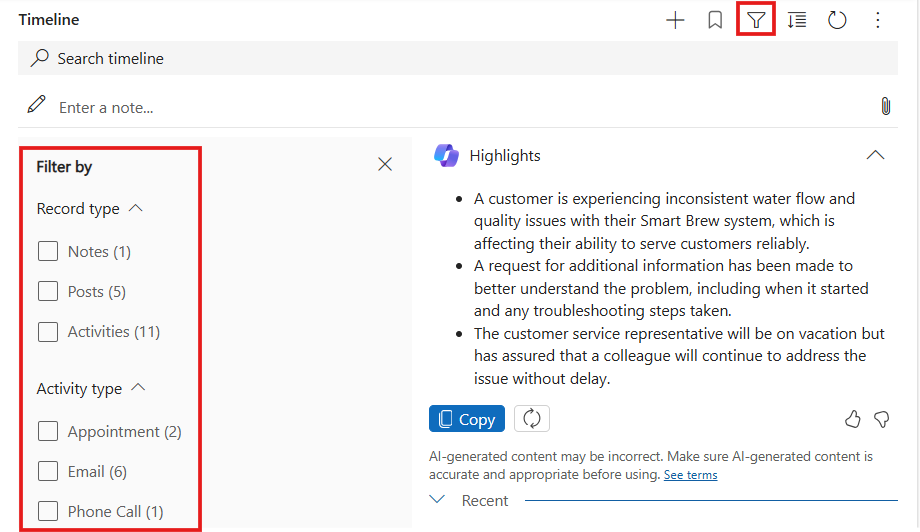 Timeline
Search timeline
Enter a note...
Filter by
Record type
Notes (1)
Posts (5)
Activities (11)
Activity type
Appointment (2)
Email (6)
Phone Call (1)
Highlights
• A customer is experiencing inconsistent water flow and
quality issues with their Smart Brew system, which is
affecting their ability to serve customers reliably.
• A request for additional information has been made to
better understand the problem, including when it started
and any troubleshooting steps taken.
• The customer service representative will be on vacation but
has assured that a colleague will continue to address the
issue without delay.
Copy
AI-generated content may be incorrect. Make sure AI-generated content is
accurate and appropriate before using. See terms
Recent